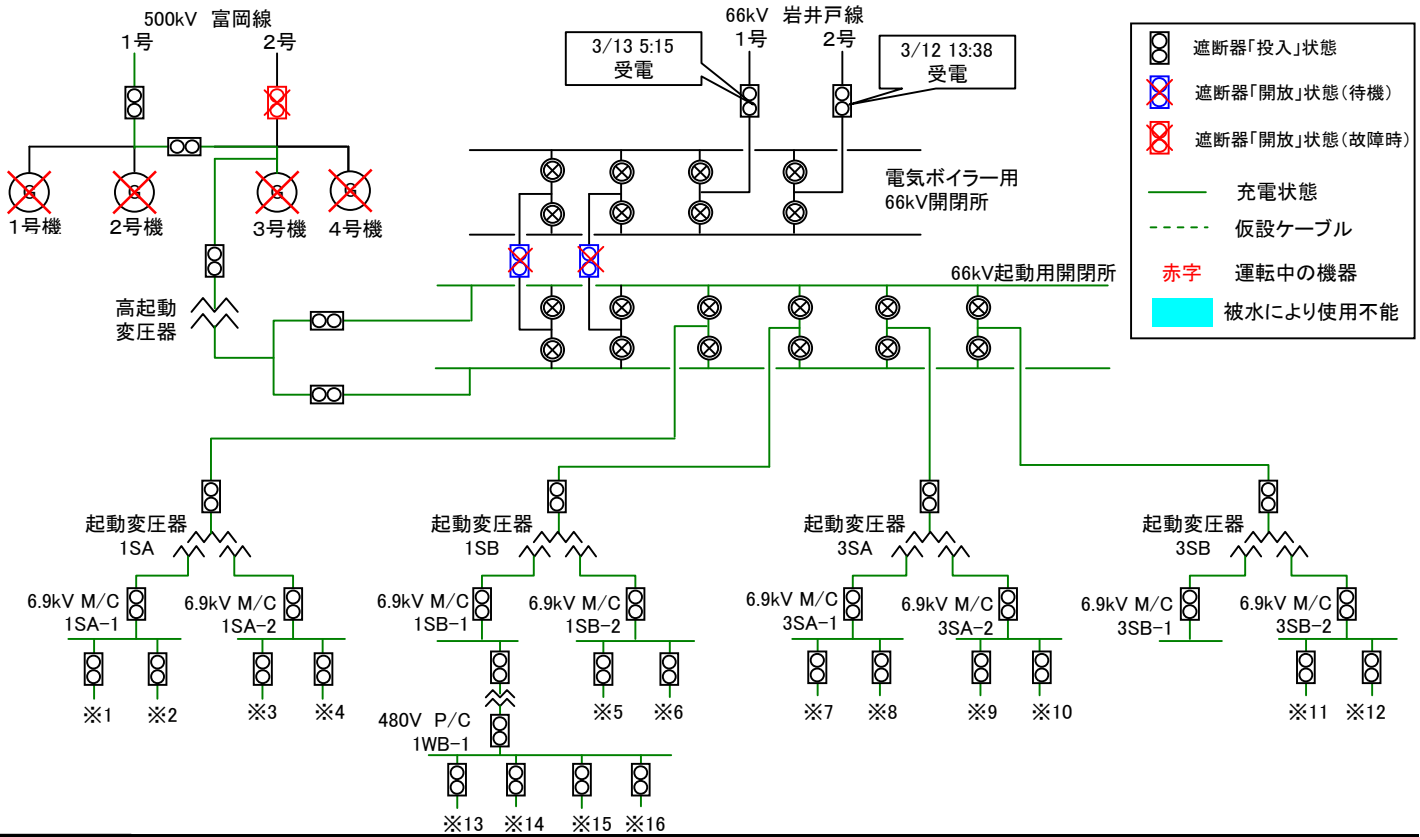 500kV 富岡線
1号
2号
66kV 岩井戸線
1号
2号
3/13 5:15
受電
3/12 13:38
受電
遮断器「投入」状態
遮断器「開放」状態(待機)
遮断器「開放」状態(故障時)
充電状態
仮設ケーブル
赤字 運転中の機器
被水により使用不能
G
G
G
G
1号機
2号機
3号機
4号機
電気ボイラー用
66kV開閉所
66kV起動用開閉所
高起動
変圧器
起動変圧器
1SA
起動変圧器
1SB
起動変圧器
3SA
起動変圧器
3SB
6.9kV M/C
1SA-1
6.9kV M/C
1SA-2
6.9kV M/C
1SB-1
6.9kV M/C
1SB-2
6.9kV M/C
3SA-1
6.9kV M/C
3SA-2
6.9kV M/C
3SB-1
6.9kV M/C
3SB-2
※1
※2
※3
※4
※5
※6
※7
※8
※9
※10
※11
※12
480V P/C
1WB-1
※13
※14
※15
※16